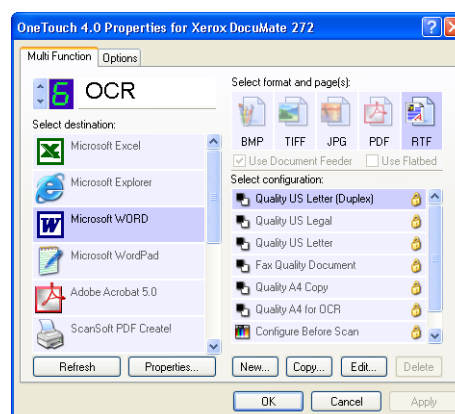 OneTouch 4.0 Properties for Xerox DocuMate 272
Multi Function
Options
6
OCR
Select destination:
Microsoft Excel
Microsoft Explorer
Microsoft WORD
Microsoft WordPad
Adobe Acrobat 5.0
ScanSoft PDF Create!
Refresh
Properties...
Select format and page(s):
BMP TIFF JPG PDF RTF
Use Document Feeder
Use Flatbed
Select configuration:
Quality US Letter (Duplex)
Quality US Legal
Quality US Letter
Fax Quality Document
Quality A4 Copy
Quality A4 for OCR
Configure Before Scan
New... Copy... Edit... Delete
OK Cancel Apply